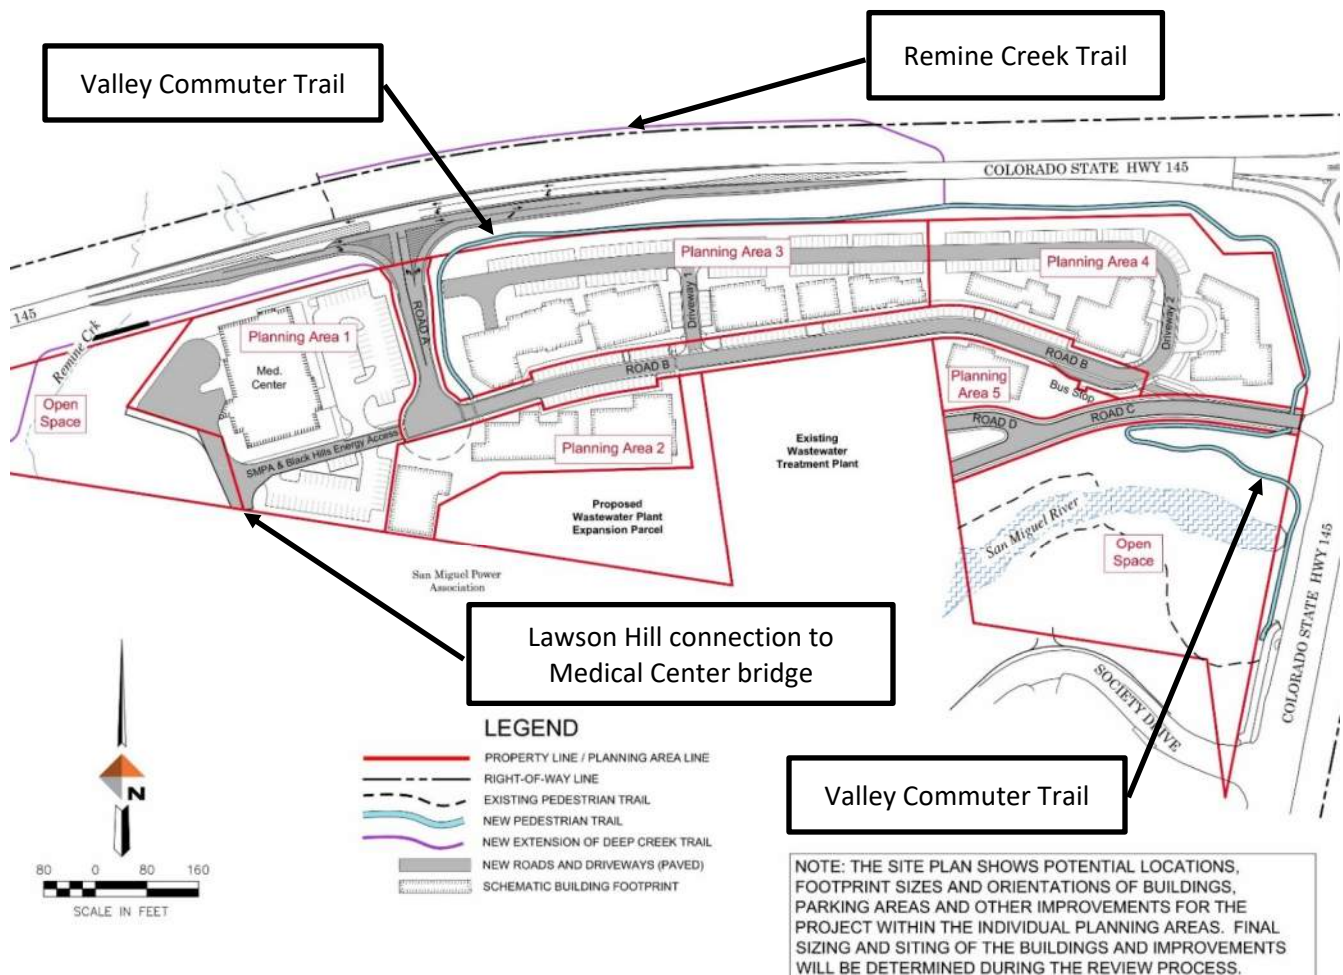 Valley Commuter Trail
Remine Creek Trail
COLORADO STATE HWY 145
145
Remine Crk
Planning Area 1
Med.
Center
Open
Space
ROAD A
Planning Area 3
Driveway 1
Planning Area 4
Driveway 2
ROAD B
ROAD B
Bus Stop
Planning
Area 5
ROAD D
ROAD C
SMPA & Black Hills Energy Access
Planning Area 2
Existing
Wastewater
Treatment Plant
Proposed
Wastewater Plant
Expansion Parcel
San Miguel Power
Association
San Miguel River
Open
Space
COLORADO STATE HWY 145
SOCIETY DRIVE
Lawson Hill connection to
Medical Center bridge
Valley Commuter Trail
N
80 0 80 160
SCALE IN FEET
LEGEND
PROPERTY LINE / PLANNING AREA LINE
RIGHT-OF-WAY LINE
EXISTING PEDESTRIAN TRAIL
NEW PEDESTRIAN TRAIL
NEW EXTENSION OF DEEP CREEK TRAIL
NEW ROADS AND DRIVEWAYS (PAVED)
SCHEMATIC BUILDING FOOTPRINT
NOTE: THE SITE PLAN SHOWS POTENTIAL LOCATIONS,
FOOTPRINT SIZES AND ORIENTATIONS OF BUILDINGS,
PARKING AREAS AND OTHER IMPROVEMENTS FOR THE
PROJECT WITHIN THE INDIVIDUAL PLANNING AREAS. FINAL
SIZING AND SITING OF THE BUILDINGS AND IMPROVEMENTS
WILL BE DETERMINED DURING THE REVIEW PROCESS.